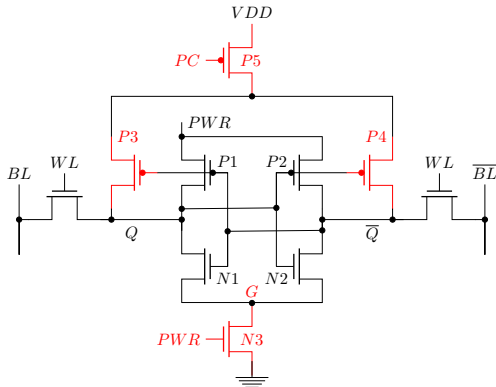 VDD
PC
P5
P3
PWR
P4
BL
WL
P1
P2
WL
\overline{BL}
Q
\overline{Q}
N1
N2
G
PWR
N3